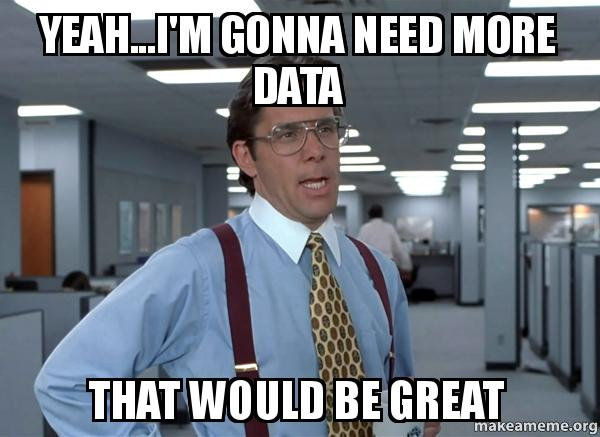 YEAH...I'M GONNA NEED MORE
DATA
THAT WOULD BE GREAT
makeameme.org